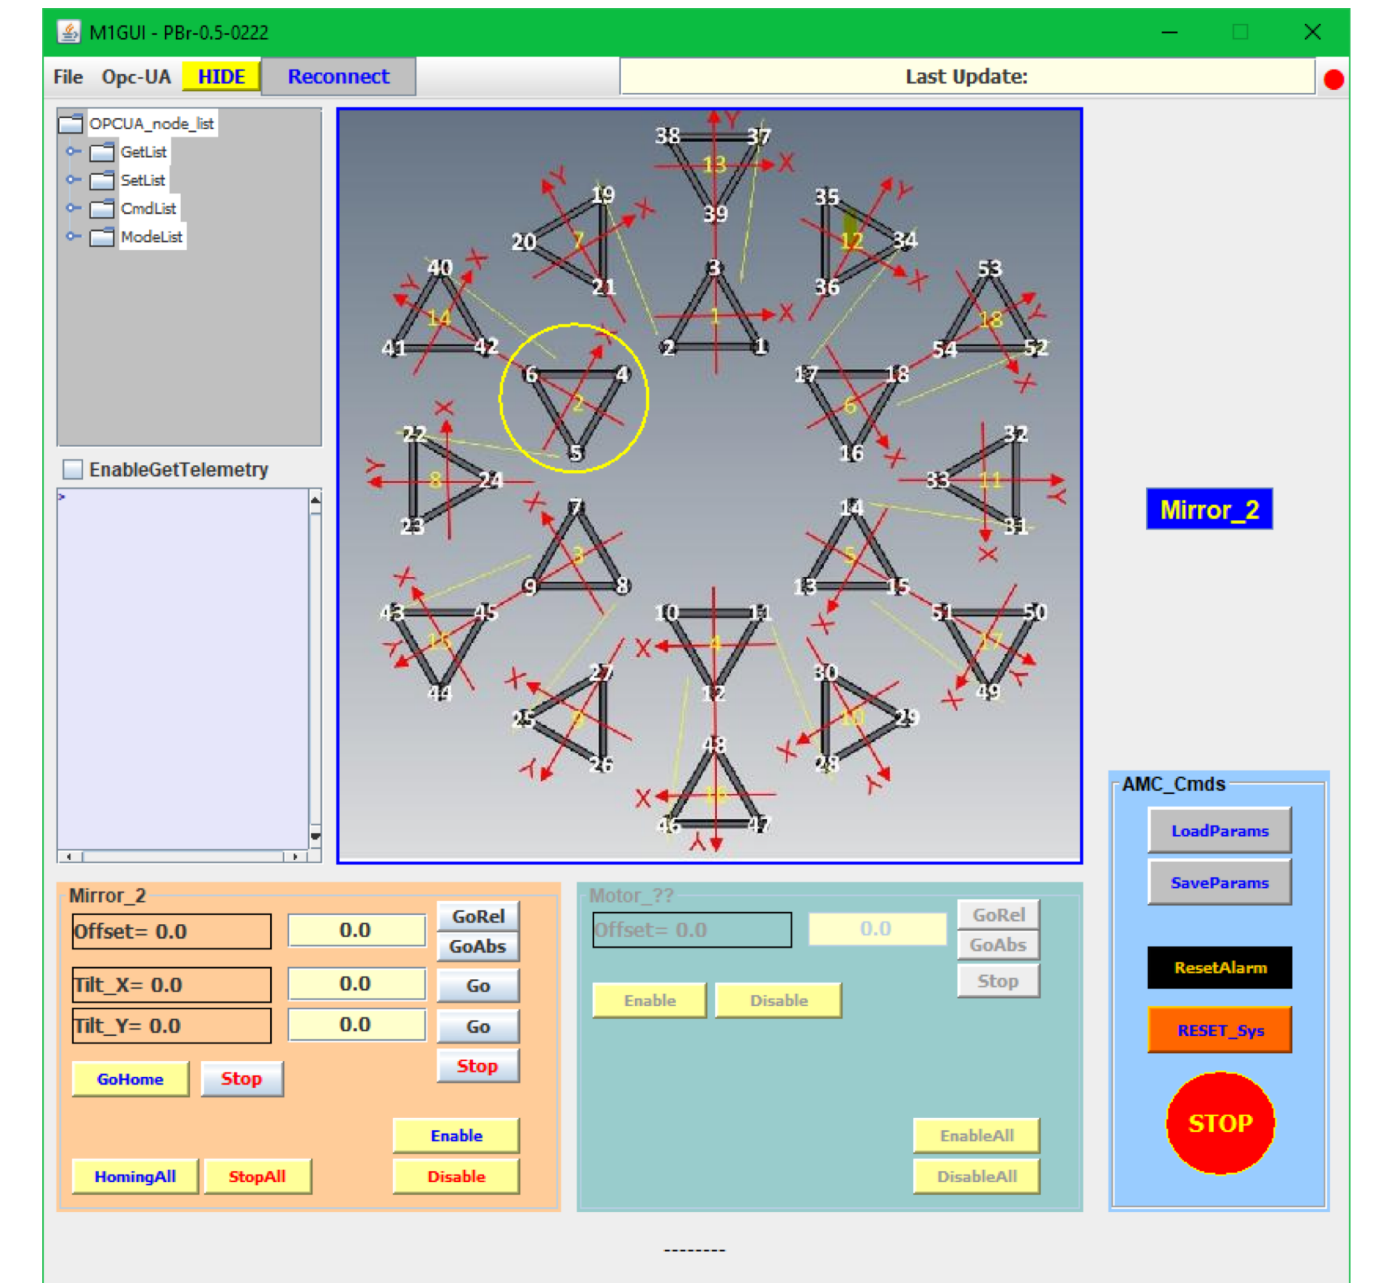 M1GUI - PBr-0.5-0222
File Opc-UA HIDE Reconnect Last Update:
OPCUA_node_list
GetList
SetList
CmdList
ModeList
EnableGetTelemetry
>
Y
38 37
13 X
39
Y
19
X
7
20
21
35 Y
34
12
X
36
40 X
Y
14
41 42
3
1 X
2 1
53
Y
18
54 52
X
X
6 4
2
5
17 18
6
16 X
X
22
Y 8 24
23
32
33 11
Y
31
X
X 7
3
9 8
14
5
13 15
X
X
43 45
15
Y
44
10 11
X 4
12
51 50
17
Y
X 49
27
X
25 9
26
Y
30
10 29
X
28
Y
48
X 16
46 47
Y
Mirror_2
Mirror_2
Offset= 0.0 0.0 GoRel
GoAbs
Tilt_X= 0.0 0.0 Go
Tilt_Y= 0.0 0.0 Go
Stop
GoHome Stop
Enable
HomingAll StopAll Disable
Motor_??
Offset= 0.0 0.0 GoRel
GoAbs
Stop
Enable Disable
EnableAll
DisableAll
AMC_Cmds
LoadParams
SaveParams
ResetAlarm
RESET_Sys
STOP
--------